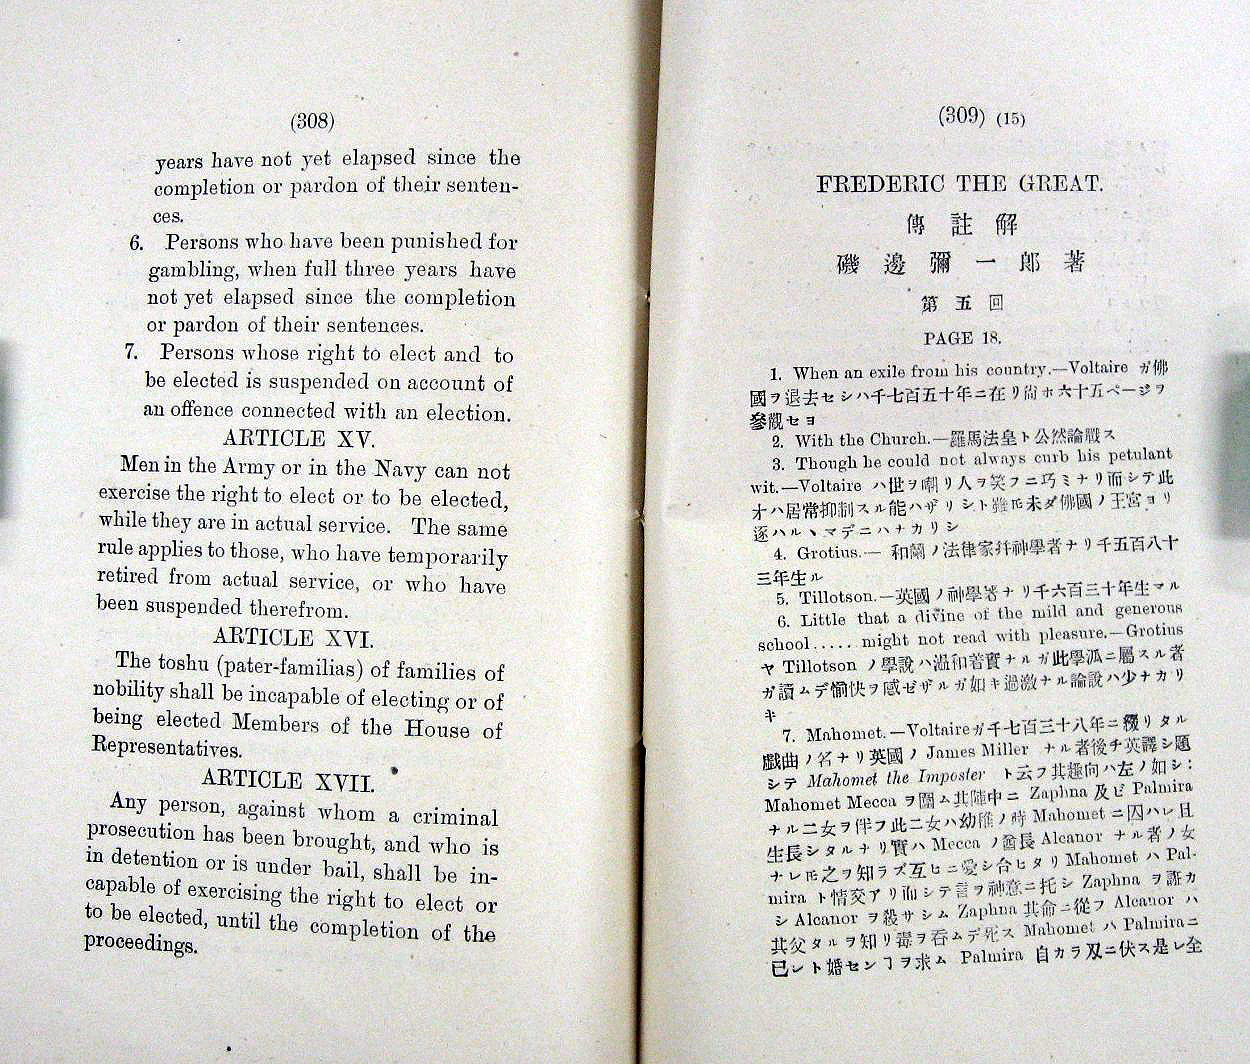 (308)
years have not yet elapsed since the
completion or pardon of their senten-
ces.
6. Persons who have been punished for
gambling, when full three years have
not yet elapsed since the completion
or pardon of their sentences.
7. Persons whose right to elect and to
be elected is suspended on account of
an offence connected with an election.
ARTICLE XV.
Men in the Army or in the Navy can not
exercise the right to elect or to be elected,
while they are in actual service. The same
rule applies to those, who have temporarily
retired from actual service, or who have
been suspended therefrom.
ARTICLE XVI.
The toshu (pater-familias) of families of
nobility shall be incapable of electing or of
being elected Members of the House of
Representatives.
ARTICLE XVII.
Any person, against whom a criminal
prosecution has been brought, and who is
in detention or is under bail, shall be in-
capable of exercising the right to elect or
to be elected, until the completion of the
proceedings.
(309) (15)
FREDERIC THE GREAT.
傳註解
磯邊彌一郎著
第五回
PAGE 18.
1. When an exile from his country.—Voltaire ガ佛
國ヲ退去セシハ千七百五十年ニ在リ尙ホ六十五ページヲ
參觀セヨ
2. With the Church.—羅馬法皇ト公然論戰ス
3. Though he could not always curb his petulant
wit.—Voltaire ハ世ヲ嘲リ人ヲ笑フニ巧ミナリ而シテ此
才ハ居常抑制スル能ハザリシト雖𪜈未ダ佛國ノ王宮ヨリ
逐ハルヽマデニハナカリシ
4. Grotius.— 和蘭ノ法律家幷神學者ナリ千五百八十
三年生ル
5. Tillotson.—英國ノ神學者ナリ千六百三十年生マル
6. Little that a divine of the mild and generous
school..... might not read with pleasure.—Grotius
ヤ Tillotson ノ學說ハ溫和着實ナルガ此學派ニ屬スル者
ガ讀ムデ愉快ヲ感ゼザルガ如キ過激ナル論說ハ少ナカリ
キ
7. Mahomet.—Voltaireガ千七百三十八年ニ綴リタル
戲曲ノ名ナリ英國ノ James Miller ナル者後チ英譯シ題
シテ Mahomet the Imposter ト云フ其趣向ハ左ノ如シ:
Mahomet Mecca ヲ圍ム其陣中ニ Zaphna 及ビ Palmira
ナル二女ヲ伴フ此二女ハ幼稚ノ時 Mahomet ニ囚ハレ且
生長シタルナリ實ハ Mecca ノ酋長 Alcanor ナル者ノ女
ナレ𪜈之ヲ知ラズ互ヒニ愛シ合ヒタリ Mahomet ハ Pal-
mira ト情交アリ而シテ言ヲ神意ニ托シ Zaphna ヲ誑カ
シ Alcanor ヲ殺サシム Zaphna 其命ニ從フ Alcanor ハ
其父タルヲ知リ毒ヲ呑ムデ死ス Mahomet ハ Palmiraニ
已レト婚センヿヲ求ム Palmira 自カラ刄ニ伏ス是レ全